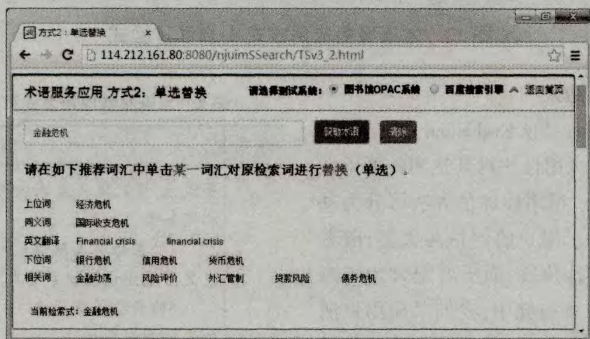 方式2：单选替换
114.212.161.80:8080/njuimSSearch/TSv3_2.html
术语服务应用 方式2：单选替换 请选择测试系统： 图书馆OPAC系统 百度搜索引擎 返回首页
金融危机 获取术语 清除
请在如下推荐词汇中单击某一词汇对原检索词进行替换（单选）.
上位词 经济危机
同义词 国际收支危机
英文翻译 Financial crisis financial crisis
下位词 银行危机 信用危机 货币危机
相关词 金融动荡 风险评价 外汇管制 贷款风险 债务危机
当前检索式：金融危机